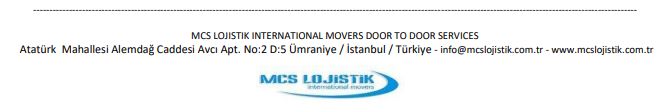 ----------------------------------------------------------------------------------------------------------------------------------------------------------------
MCS LOJISTIK INTERNATIONAL MOVERS DOOR TO DOOR SERVICES
Atatürk Mahallesi Alemdağ Caddesi Avcı Apt. No:2 D:5 Ümraniye / İstanbul / Türkiye - info@mcslojistik.com.tr - www.mcslojistik.com.tr
MCS LOJiSTiK
international movers